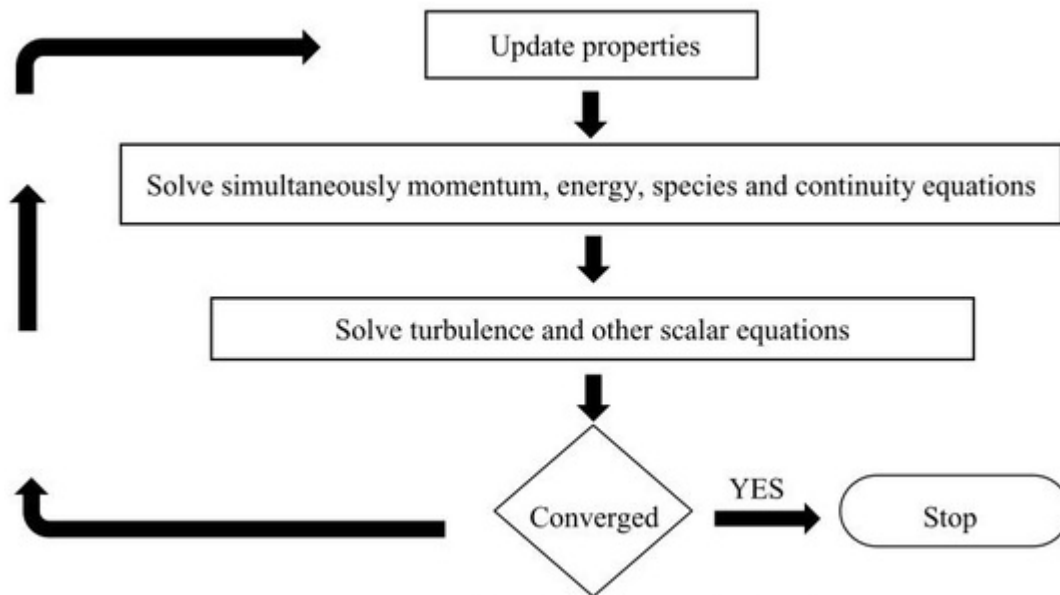 Update properties
Solve simultaneously momentum, energy, species and continuity equations
Solve turbulence and other scalar equations
YES
Converged
Stop